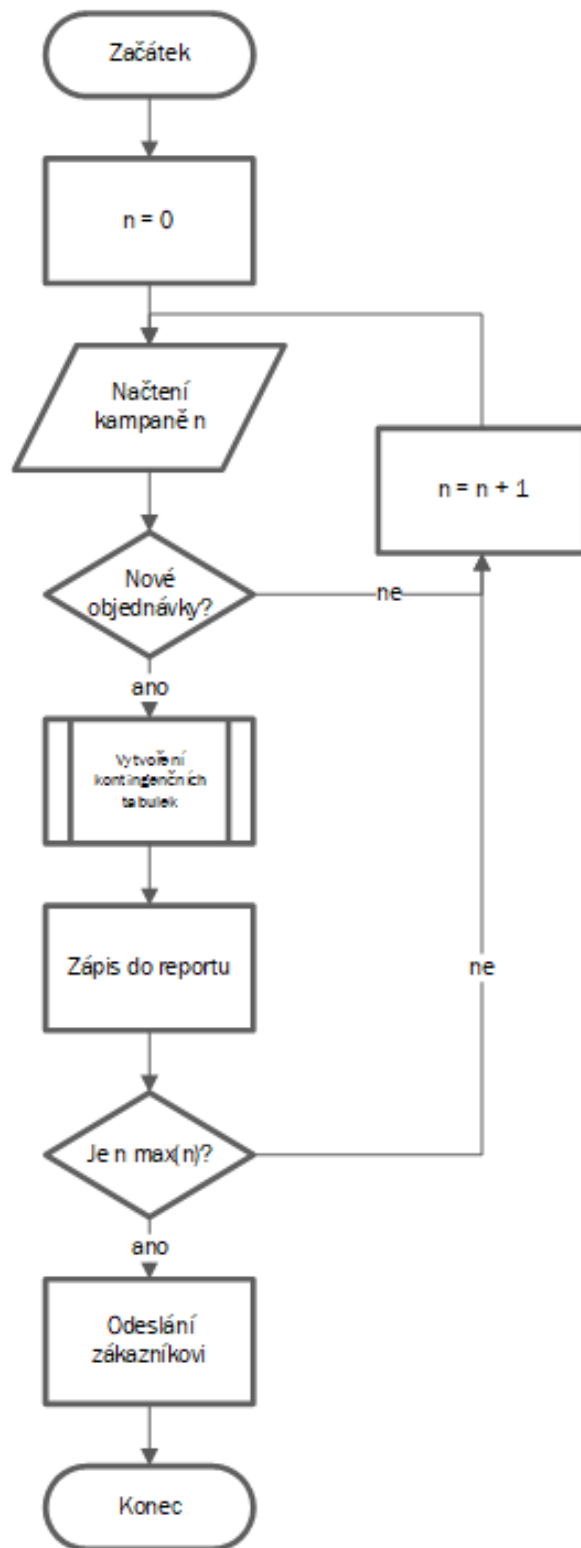 Začátek
n = 0
Načtení
kampaně n
n = n + 1
Nové
objednávky?
ne
ano
Vytvoření
kontingenčních
tabulek
Zápis do reportu
ne
Je n max(n)?
ano
Odeslání
zákazníkovi
Konec